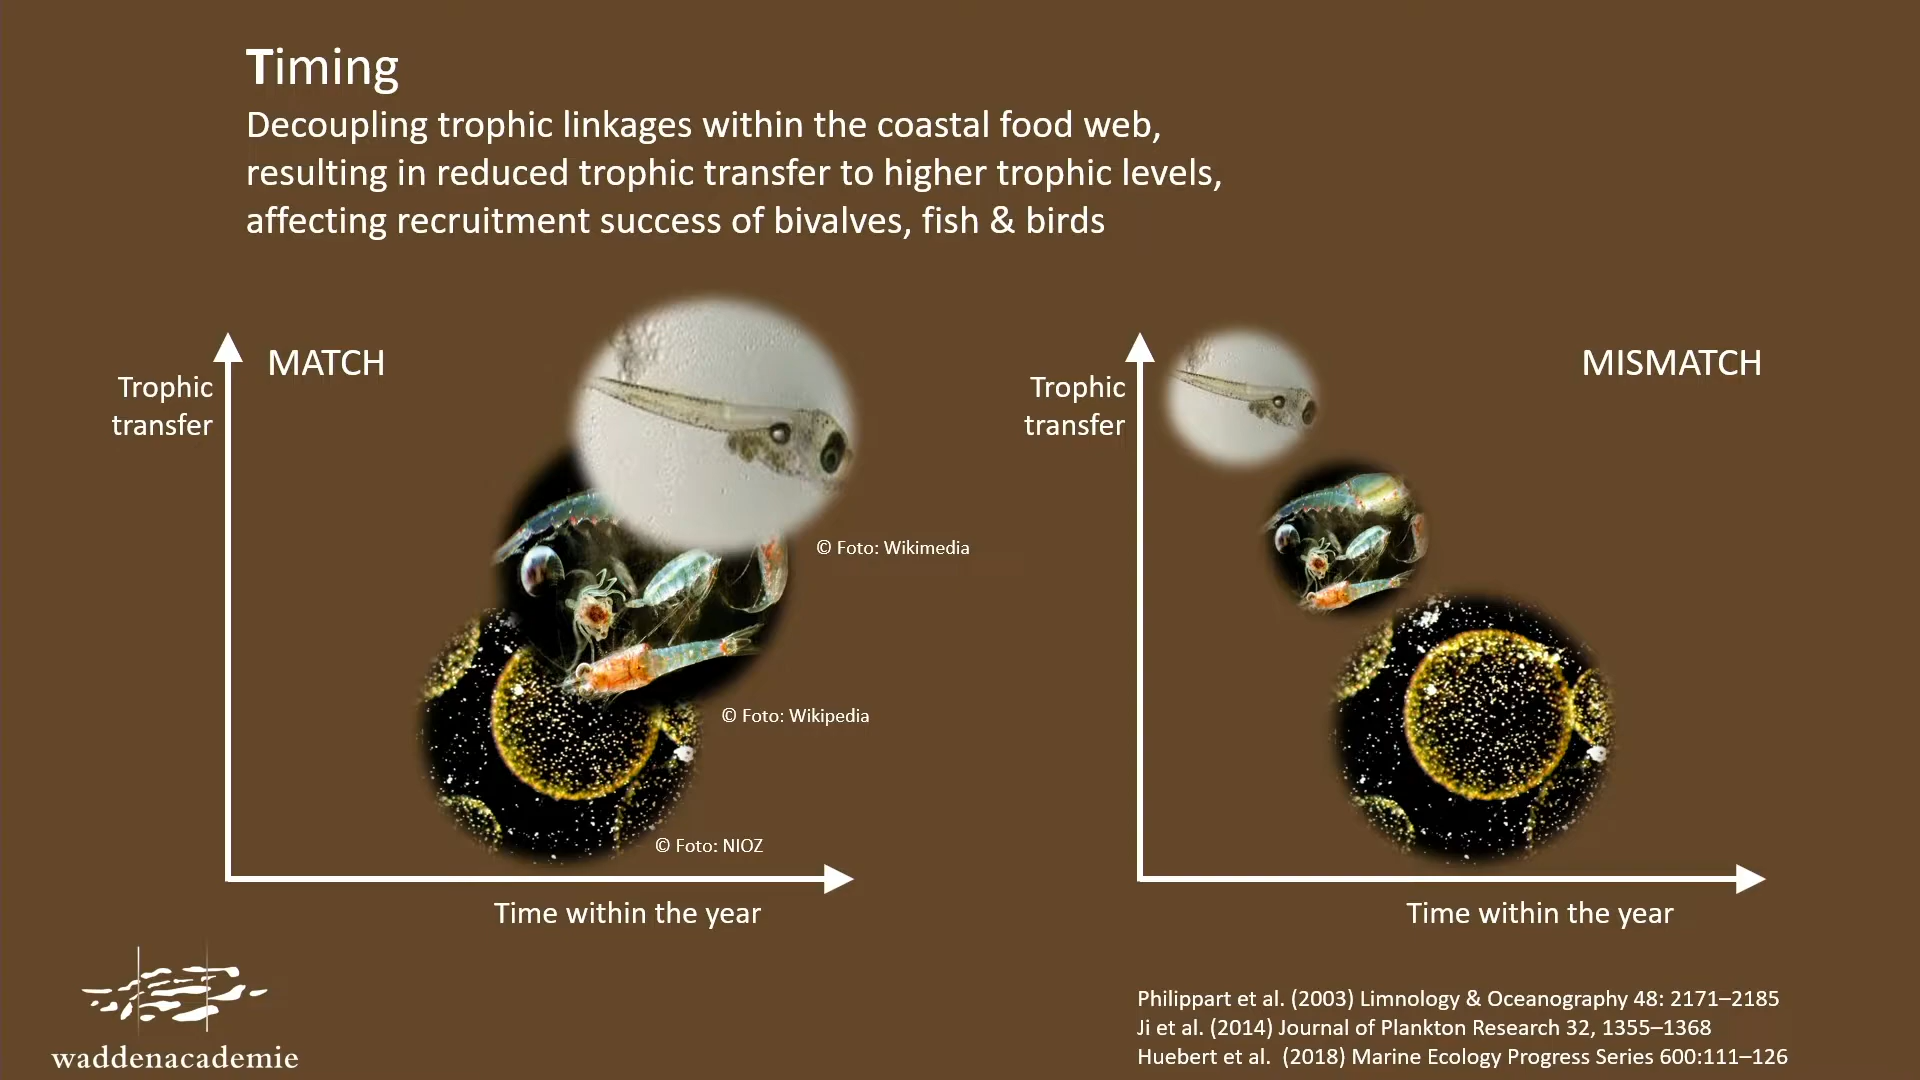 Timing
Decoupling trophic linkages within the coastal food web,
resulting in reduced trophic transfer to higher trophic levels,
affecting recruitment success of bivalves, fish & birds
MATCH
Trophic
transfer
© Foto: Wikimedia
© Foto: Wikipedia
© Foto: NIOZ
Time within the year
MISMATCH
Trophic
transfer
Time within the year
waddenacademie
Philippart et al. (2003) Limnology & Oceanography 48: 2171–2185
Ji et al. (2014) Journal of Plankton Research 32, 1355–1368
Huebert et al.  (2018) Marine Ecology Progress Series 600:111–126